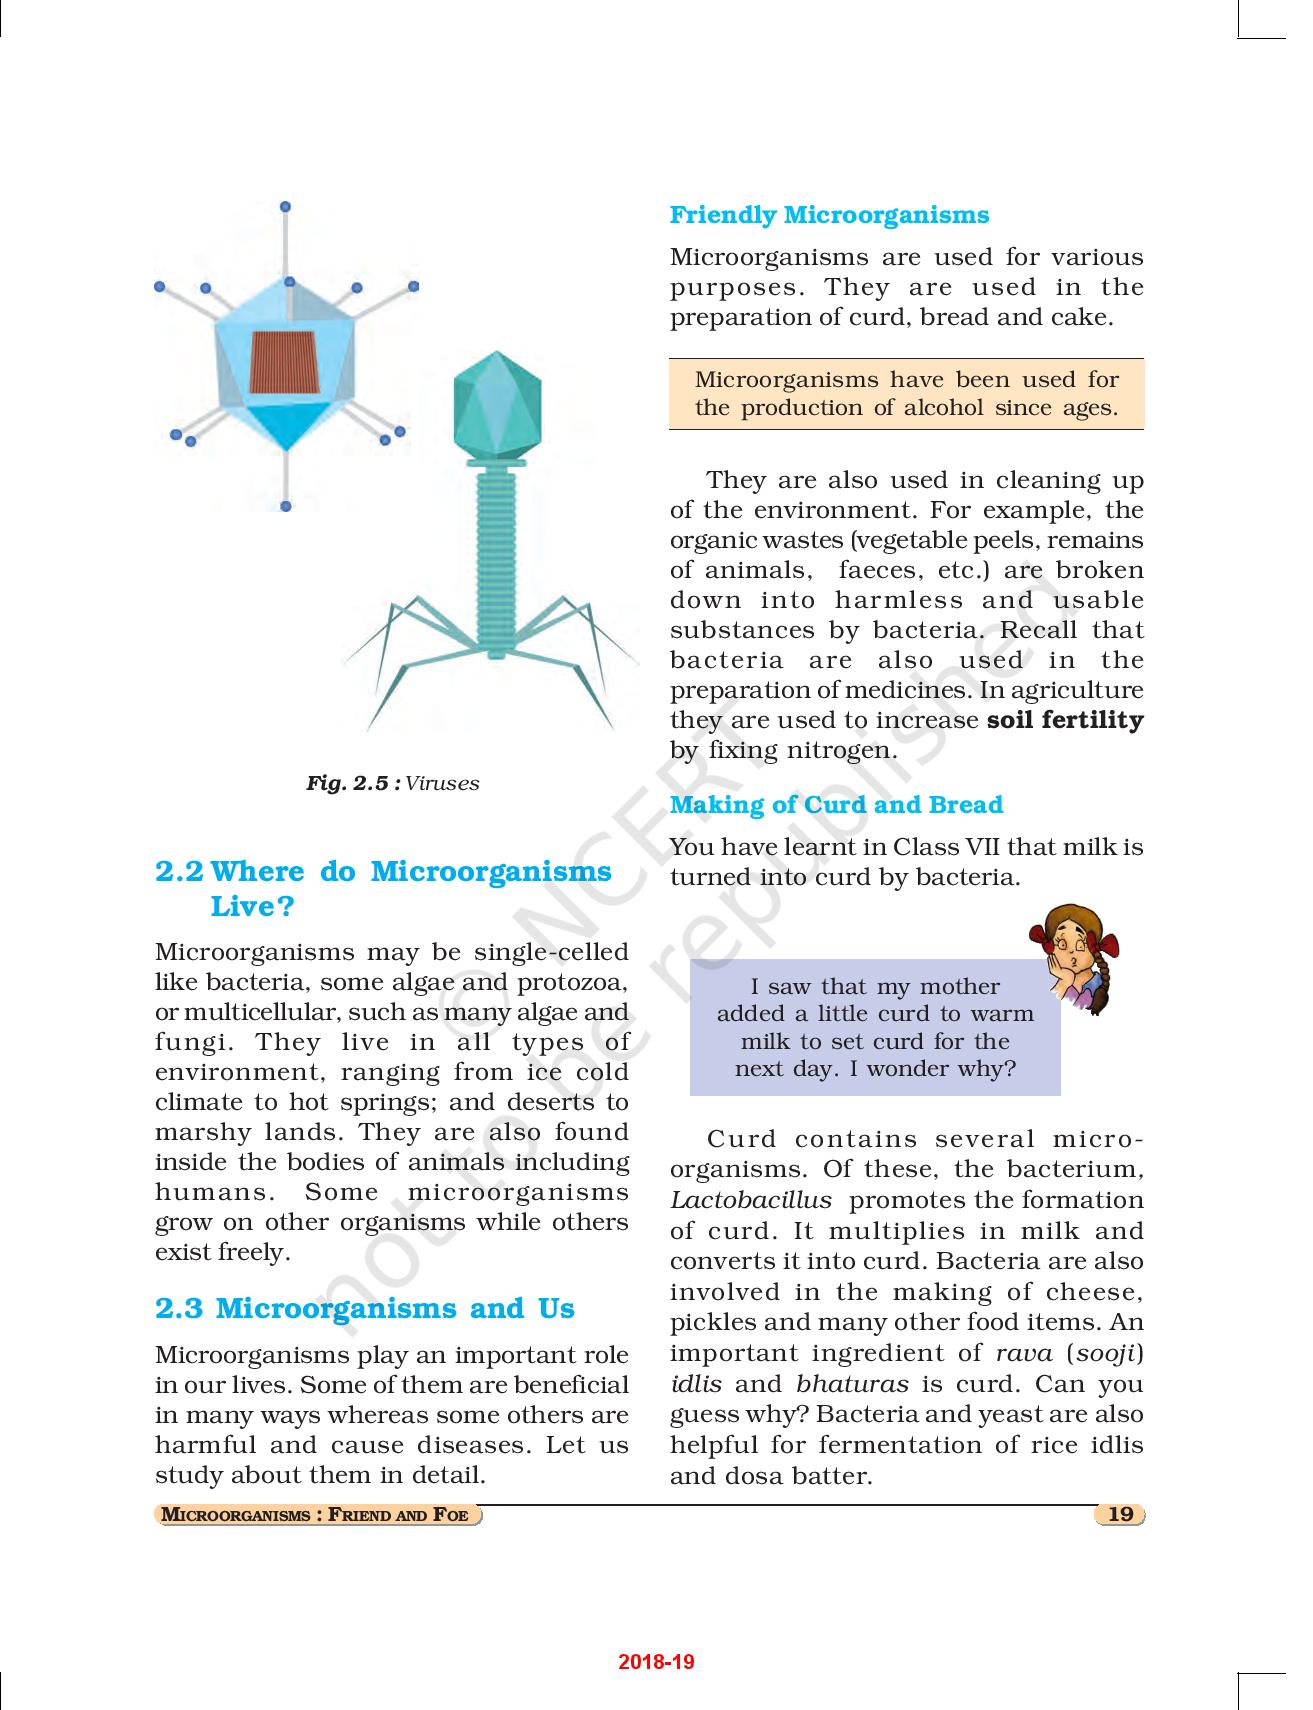 Fig. 2.5 : Viruses
2.2 Where do Microorganisms
Live?
Microorganisms may be single-celled
like bacteria, some algae and protozoa,
or multicellular, such as many algae and
fungi. They live in all types of
environment, ranging from ice cold
climate to hot springs; and deserts to
marshy lands. They are also found
inside the bodies of animals including
humans. Some microorganisms
grow on other organisms while others
exist freely.
2.3 Microorganisms and Us
Microorganisms play an important role
in our lives. Some of them are beneficial
in many ways whereas some others are
harmful and cause diseases. Let us
study about them in detail.
Friendly Microorganisms
Microorganisms are used for various
purposes. They are used in the
preparation of curd, bread and cake.
Microorganisms have been used for
the production of alcohol since ages.
They are also used in cleaning up
of the environment. For example, the
organic wastes (vegetable peels, remains
of animals, faeces, etc.) are broken
down into harmless and usable
substances by bacteria. Recall that
bacteria are also used in the
preparation of medicines. In agriculture
they are used to increase soil fertility
by fixing nitrogen.
Making of Curd and Bread
You have learnt in Class VII that milk is
turned into curd by bacteria.
I saw that my mother
added a little curd to warm
milk to set curd for the
next day. I wonder why?
Curd contains several micro-
organisms. Of these, the bacterium,
Lactobacillus promotes the formation
of curd. It multiplies in milk and
converts it into curd. Bacteria are also
involved in the making of cheese,
pickles and many other food items. An
important ingredient of rava (sooji)
idlis and bhaturas is curd. Can you
guess why? Bacteria and yeast are also
helpful for fermentation of rice idlis
and dosa batter.
© NCERT
not to be republished
MICROORGANISMS : FRIEND AND FOE
19
2018-19